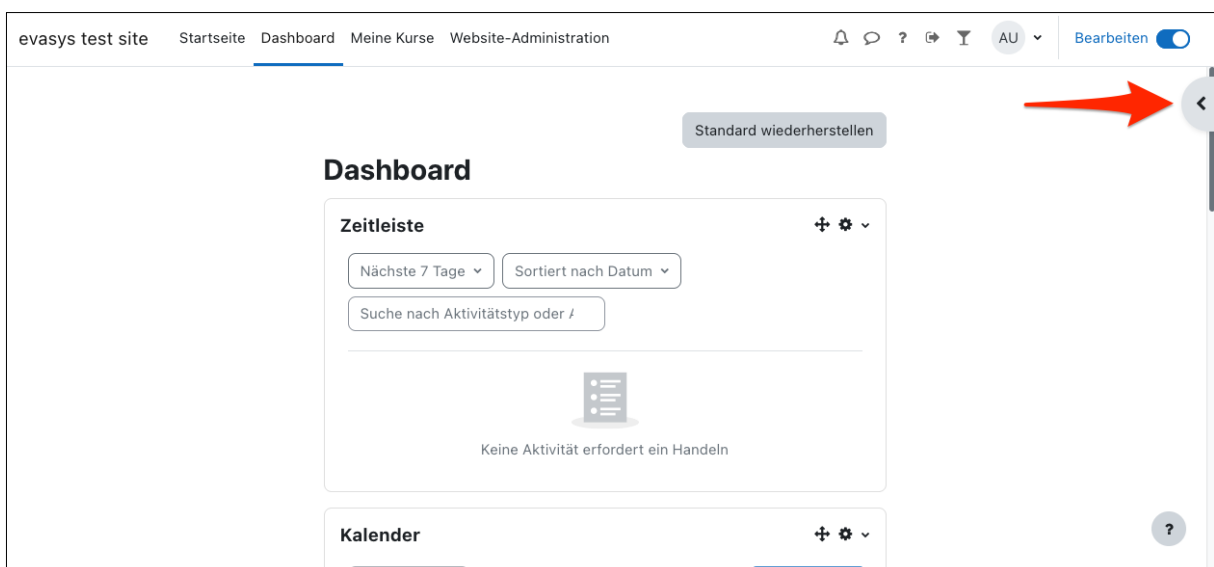 evasys test site Startseite Dashboard Meine Kurse Website-Administration ? AU Bearbeiten
Standard wiederherstellen
Dashboard
Zeitleiste
Nächste 7 Tage Sortiert nach Datum
Suche nach Aktivitätstyp oder
Keine Aktivität erfordert ein Handeln
Kalender
?